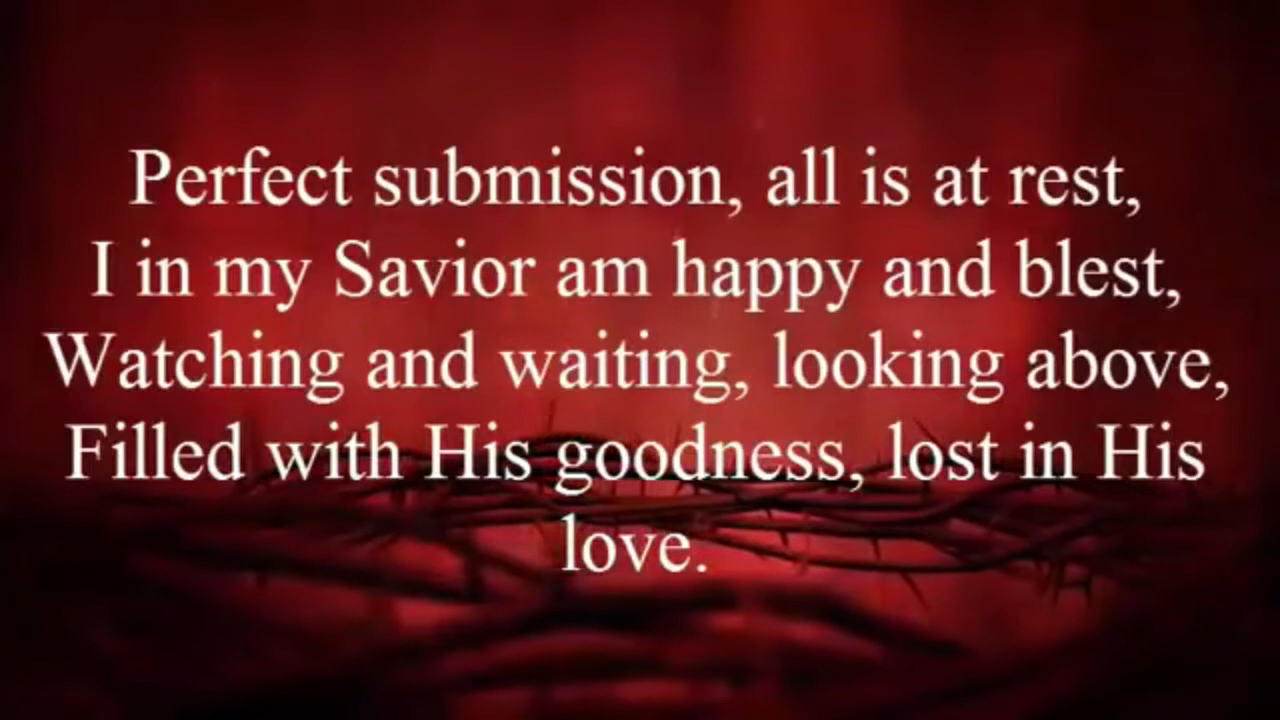 Perfect submission, all is at rest,
I in my Savior am happy and blest,
Watching and waiting, looking above,
Filled with His goodness, lost in His
love.